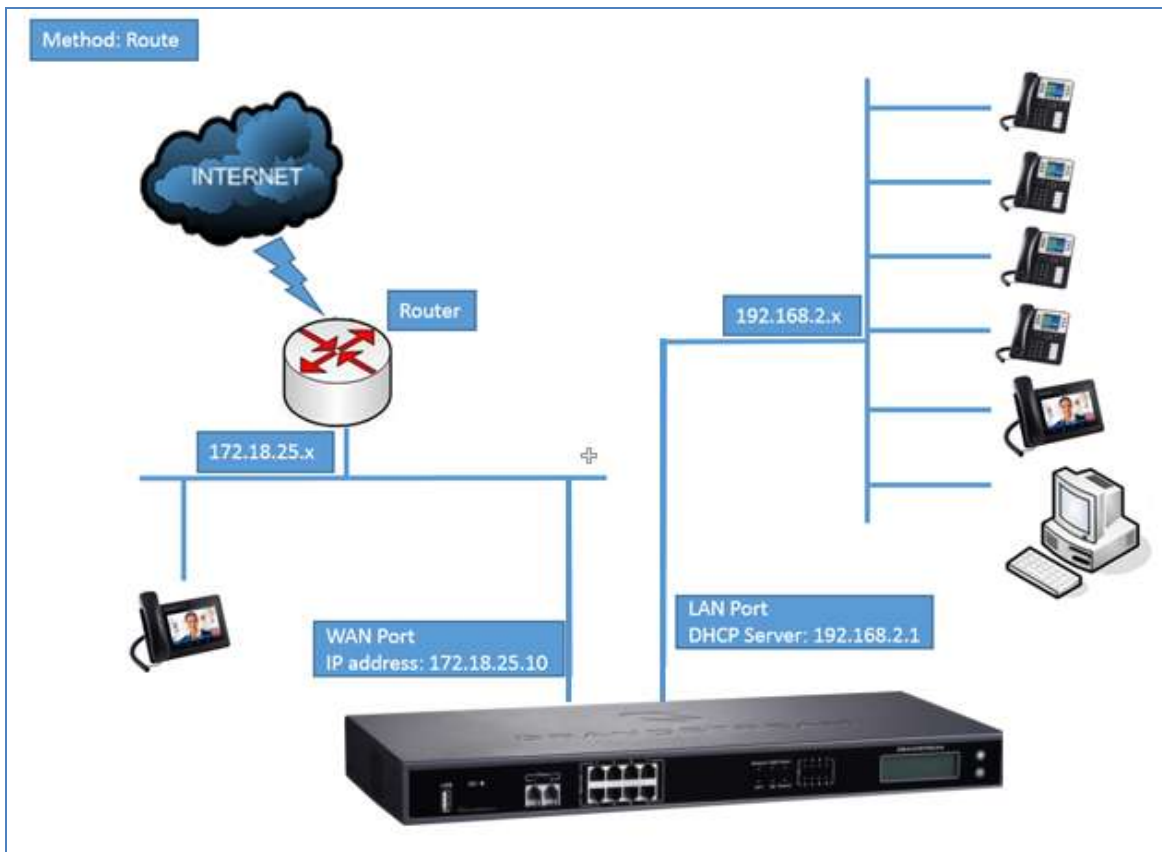 Method: Route
INTERNET
Router
192.168.2.x
172.18.25.x
LAN Port
DHCP Server: 192.168.2.1
WAN Port
IP address: 172.18.25.10
GRANDSTREAM